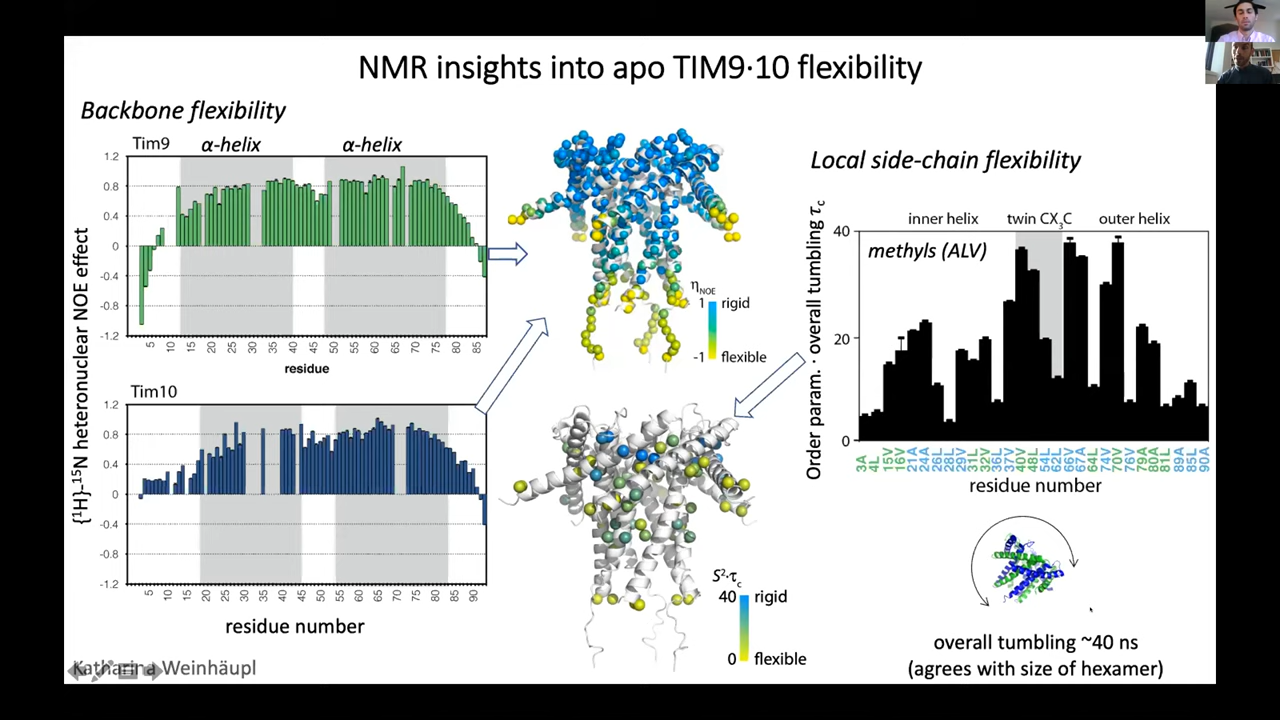 NMR insights into apo TIM9·10 flexibility
Backbone flexibility
Tim9
α-helix
α-helix
1.2
0.8
0.4
0
-0.4
-0.8
-1.2
5 10 15 20 25 30 35 40 45 50 55 60 65 70 75 80 85
residue
Tim10
1.2
0.8
0.4
0
-0.4
-0.8
-1.2
5 10 15 20 25 30 35 40 45 50 55 60 65 70 75 80 85 90
residue number
{¹H}-¹⁵N heteronuclear NOE effect
ηNOE
1 rigid
-1 flexible
S²·τc
40 rigid
0 flexible
Local side-chain flexibility
Order param. · overall tumbling τc
inner helix
twin CX₃C
outer helix
methyls (ALV)
40
20
0
3A 4L 15V 16V 21A 24A 26L 28L 29V 31L 32V 35L 37V 40V 48L 54L 62L 66V 67A 64L 74V 70V 76V 79A 80A 81L 89A 85L 90A
residue number
overall tumbling ~40 ns
(agrees with size of hexamer)
Katharina Weinhäupl